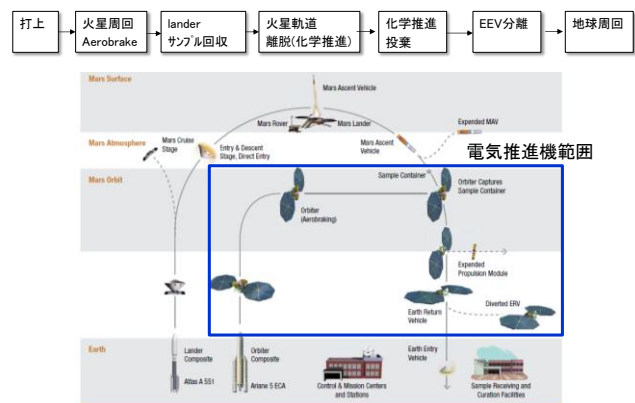 打上
火星周回
Aerobrake
lander
サンプル回収
火星軌道
離脱(化学推進)
化学推進
投棄
EEV分離
地球周回
Mars Surface
Mars Ascent Vehicle
Mars Rover
Mars Lander
Mars Atmosphere
Mars Cruise
Stage
Entry & Descent
Stage, Direct Entry
Mars Ascent
Vehicle
Expended MAV
電気推進機範囲
Mars Orbit
Sample Container
Orbiter
(Aerobraking)
Orbiter Captures
Sample Container
Expended
Propulsion Module
Earth Return
Vehicle
Diverted ERV
Earth
Lander
Composite
Atlas A 551
Orbiter
Composite
Ariane 5 ECA
Control & Mission Centers
and Stations
Earth Entry
Vehicle
Sample Receiving and
Curation Facilities